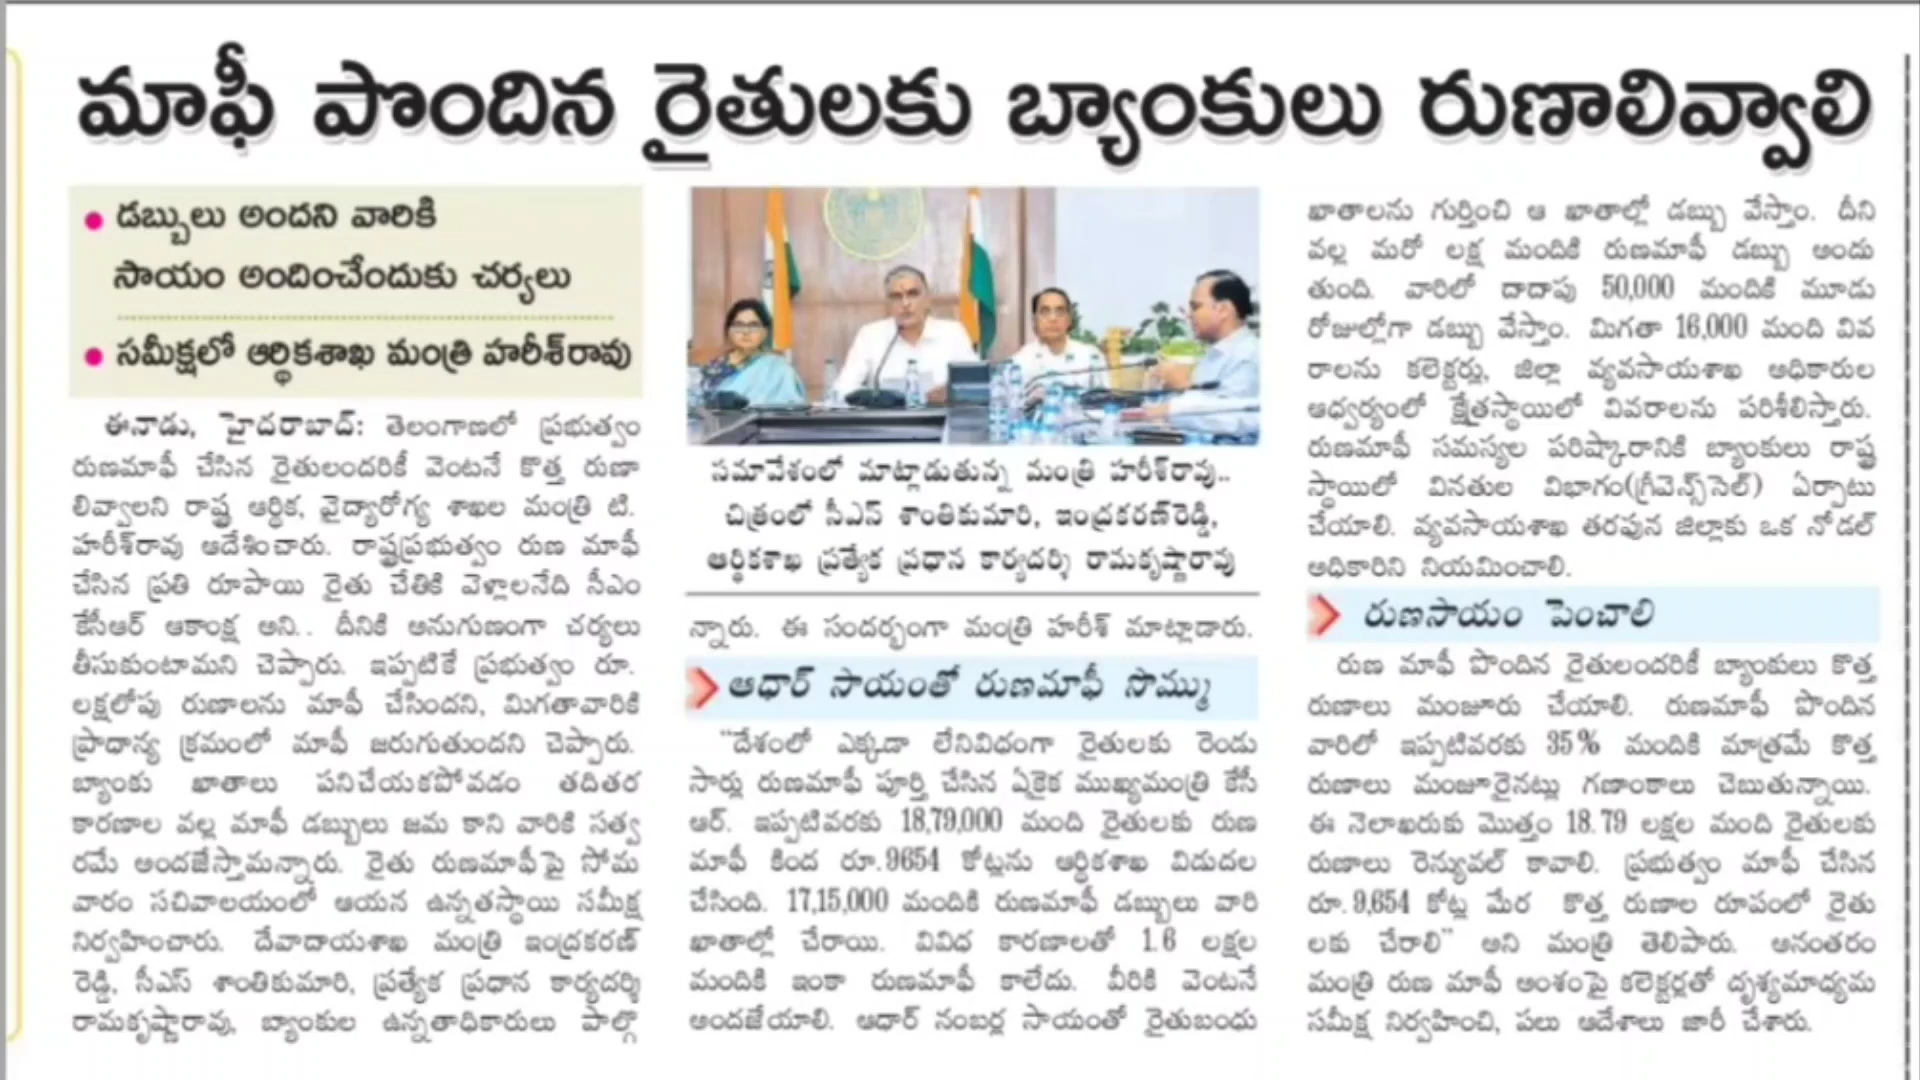 మాఫీ పొందిన రైతులకు బ్యాంకులు రుణాలివ్వాలి
డబ్బులు అందని వారికి
సాయం అందించేందుకు చర్యలు
సమీక్షలో ఆర్థికశాఖ మంత్రి హరీశ్‌రావు
ఈనాడు, హైదరాబాద్: తెలంగాణలో ప్రభుత్వం
రుణమాఫీ చేసిన రైతులందరికీ వెంటనే కొత్త రుణా
లివ్వాలని రాష్ట్ర ఆర్థిక, వైద్యారోగ్య శాఖల మంత్రి టి.
హరీశ్‌రావు ఆదేశించారు. రాష్ట్రప్రభుత్వం రుణ మాఫీ
చేసిన ప్రతి రూపాయి రైతు చేతికి వెళ్లాలనేది సీఎం
కేసీఆర్ ఆకాంక్ష అని.. దీనికి అనుగుణంగా చర్యలు
తీసుకుంటామని చెప్పారు. ఇప్పటికే ప్రభుత్వం రూ.
లక్షలోపు రుణాలను మాఫీ చేసిందని, మిగతావారికి
ప్రాధాన్య క్రమంలో మాఫీ జరుగుతుందని చెప్పారు.
బ్యాంకు ఖాతాలు పనిచేయకపోవడం తదితర
కారణాల వల్ల మాఫీ డబ్బులు జమ కాని వారికి సత్వ
రమే అందజేస్తామన్నారు. రైతు రుణమాఫీపై సోమ
వారం సచివాలయంలో ఆయన ఉన్నతస్థాయి సమీక్ష
నిర్వహించారు. దేవాదాయశాఖ మంత్రి ఇంద్రకరణ్
రెడ్డి, సీఎస్ శాంతికుమారి, ప్రత్యేక ప్రధాన కార్యదర్శి
రామకృష్ణారావు, బ్యాంకుల ఉన్నతాధికారులు పాల్గొ
సమావేశంలో మాట్లాడుతున్న మంత్రి హరీశ్‌రావు..
చిత్రంలో సీఎస్ శాంతికుమారి, ఇంద్రకరణ్‌రెడ్డి,
ఆర్థికశాఖ ప్రత్యేక ప్రధాన కార్యదర్శి రామకృష్ణారావు
న్నారు. ఈ సందర్భంగా మంత్రి హరీశ్ మాట్లాడారు.
ఆధార్ సాయంతో రుణమాఫీ సొమ్ము
''దేశంలో ఎక్కడా లేనివిధంగా రైతులకు రెండు
సార్లు రుణమాఫీ పూర్తి చేసిన ఏకైక ముఖ్యమంత్రి కేసీ
ఆర్. ఇప్పటివరకు 18,79,000 మంది రైతులకు రుణ
మాఫీ కింద రూ.9654 కోట్లను ఆర్థికశాఖ విడుదల
చేసింది. 17,15,000 మందికి రుణమాఫీ డబ్బులు వారి
ఖాతాల్లో చేరాయి. వివిధ కారణాలతో 1.6 లక్షల
మందికి ఇంకా రుణమాఫీ కాలేదు. వీరికి వెంటనే
అందజేయాలి. ఆధార్ నంబర్ల సాయంతో రైతుబంధు
ఖాతాలను గుర్తించి ఆ ఖాతాల్లో డబ్బు వేస్తాం. దీని
వల్ల మరో లక్ష మందికి రుణమాఫీ డబ్బు అందు
తుంది. వారిలో దాదాపు 50,000 మందికి మూడు
రోజుల్లోగా డబ్బు వేస్తాం. మిగతా 16,000 మంది వివ
రాలను కలెక్టర్లు, జిల్లా వ్యవసాయశాఖ అధికారుల
ఆధ్వర్యంలో క్షేత్రస్థాయిలో వివరాలను పరిశీలిస్తారు.
రుణమాఫీ సమస్యల పరిష్కారానికి బ్యాంకులు రాష్ట్ర
స్థాయిలో వినతుల విభాగం(గ్రీవెన్స్‌సెల్) ఏర్పాటు
చేయాలి. వ్యవసాయశాఖ తరఫున జిల్లాకు ఒక నోడల్
అధికారిని నియమించాలి.
రుణసాయం పెంచాలి
రుణ మాఫీ పొందిన రైతులందరికీ బ్యాంకులు కొత్త
రుణాలు మంజూరు చేయాలి. రుణమాఫీ పొందిన
వారిలో ఇప్పటివరకు 35% మందికి మాత్రమే కొత్త
రుణాలు మంజూరైనట్లు గణాంకాలు చెబుతున్నాయి.
ఈ నెలాఖరుకు మొత్తం 18.79 లక్షల మంది రైతులకు
రుణాలు రెన్యువల్ కావాలి. ప్రభుత్వం మాఫీ చేసిన
రూ.9,654 కోట్ల మేర కొత్త రుణాల రూపంలో రైతు
లకు చేరాలి'' అని మంత్రి తెలిపారు. అనంతరం
మంత్రి రుణ మాఫీ అంశంపై కలెక్టర్లతో దృశ్యమాధ్యమ
సమీక్ష నిర్వహించి, పలు ఆదేశాలు జారీ చేశారు.